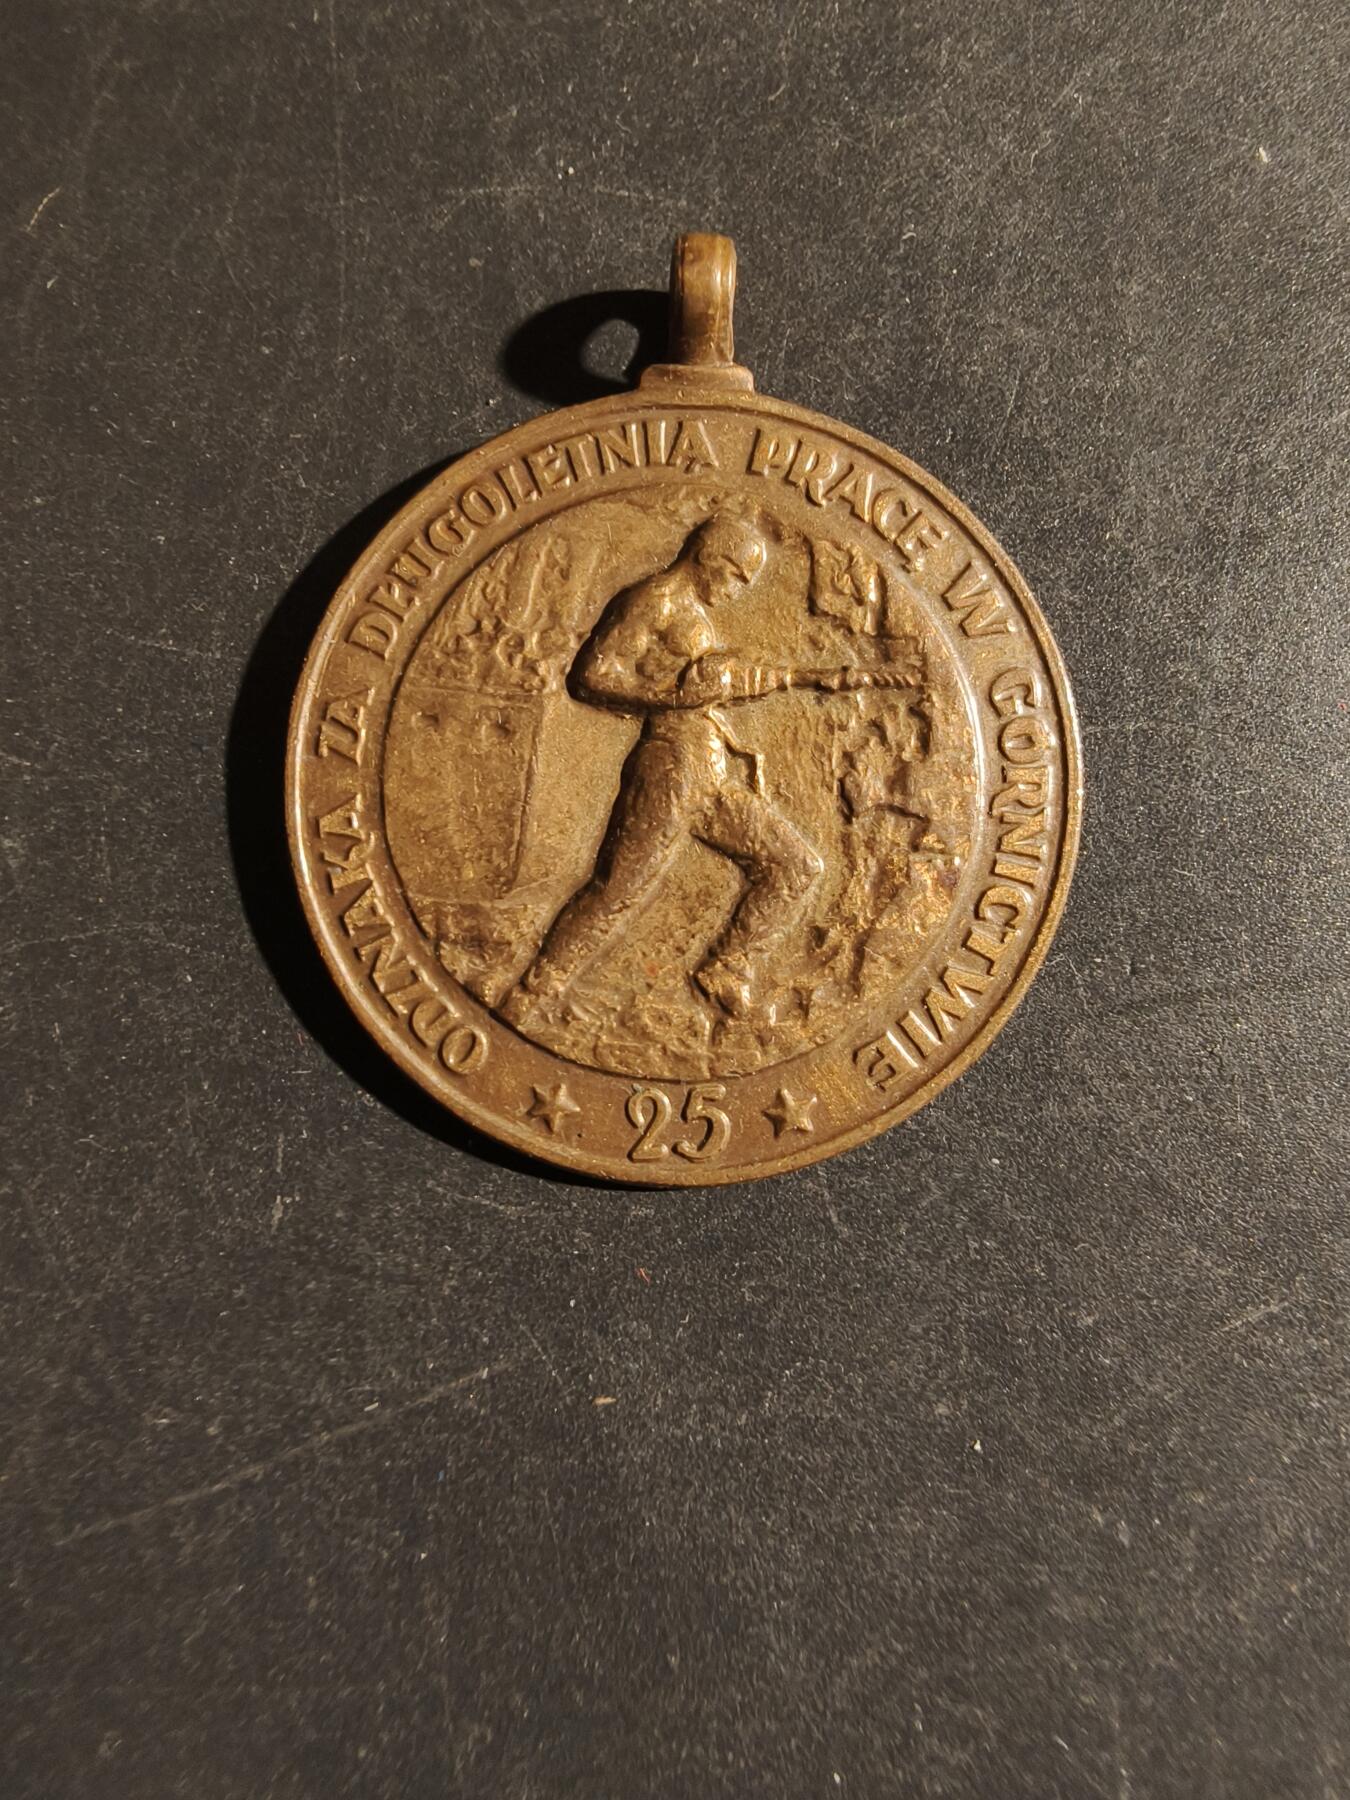 ODZNAKA ZA DŁUGOLETNIĄ PRACĘ W GÓRNICTWIE
★ 25 ★